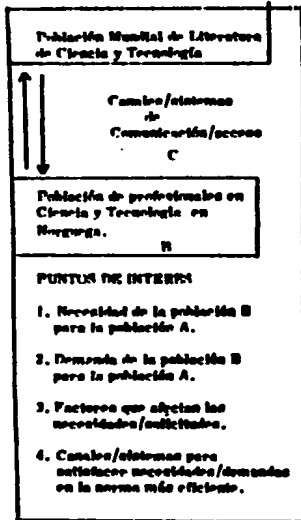 Población Mundial de Literatura
de Ciencia y Tecnología
Canales/sistemas
de
Comunicación/acceso
C
Población de profesionales en
Ciencia y Tecnología en
Noruega.
B
PUNTOS DE INTERES
1. Necesidad de la población B
para la población A.
2. Demanda de la población B
para la población A.
3. Factores que afectan las
necesidades/solicitudes.
4. Canales/sistemas para
satisfacer necesidades/demandas
en la norma más eficiente.